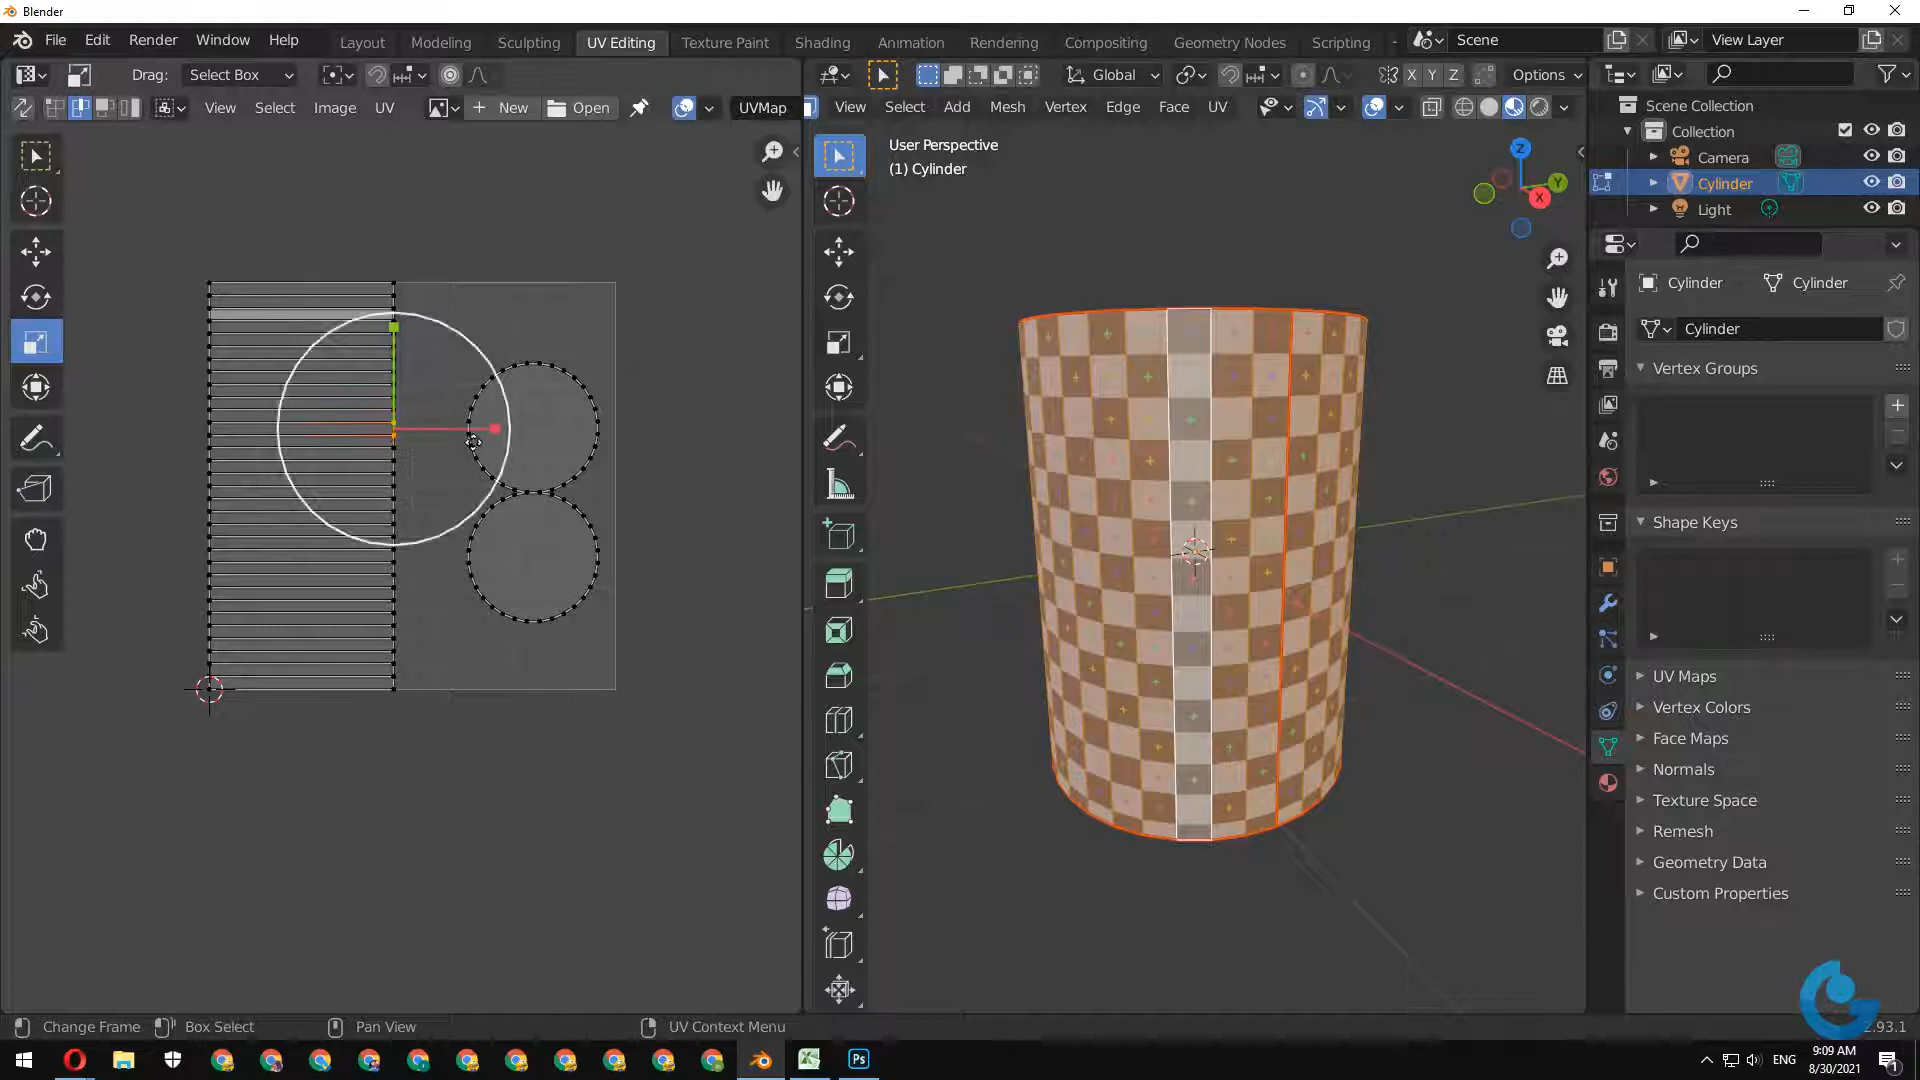 Blender
File Edit Render Window Help
Layout Modeling Sculpting UV Editing Texture Paint Shading Animation Rendering Compositing Geometry Nodes Scripting
Scene
View Layer
Drag: Select Box
Global
X Y Z
Options
View Select Image UV
New
Open
UVMap
View Select Add Mesh Vertex Edge Face UV
User Perspective
(1) Cylinder
Z
Y
X
Scene Collection
Collection
Camera
Cylinder
Light
Cylinder
Cylinder
Cylinder
Vertex Groups
Shape Keys
UV Maps
Vertex Colors
Face Maps
Normals
Texture Space
Remesh
Geometry Data
Custom Properties
Change Frame
Box Select
Pan View
UV Context Menu
2.93.1
Ps
ENG
9:09 AM
8/30/2021
1